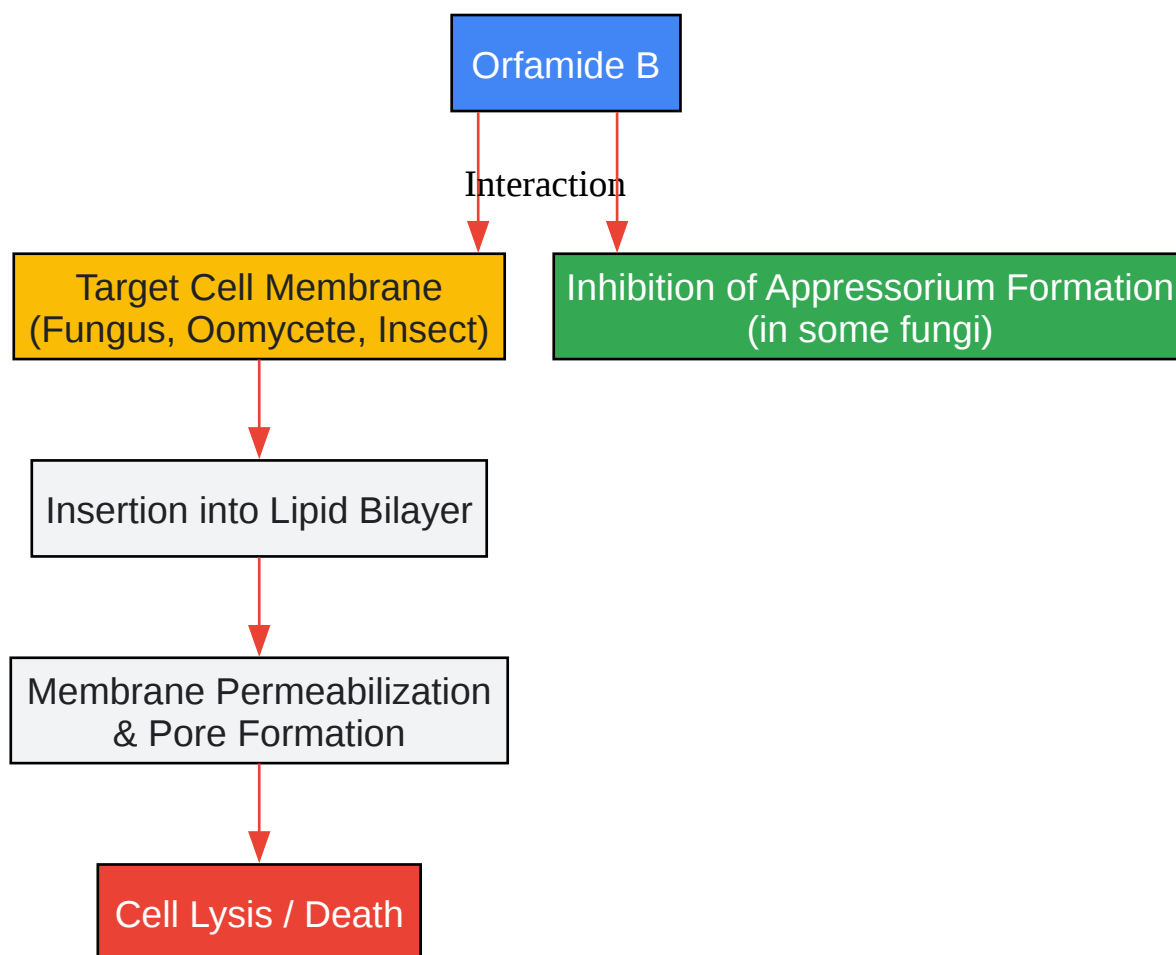 Orfamide B
Interaction
Target Cell Membrane
(Fungus, Oomycete, Insect)
Inhibition of Appressorium Formation
(in some fungi)
Insertion into Lipid Bilayer
Membrane Permeabilization
& Pore Formation
Cell Lysis / Death